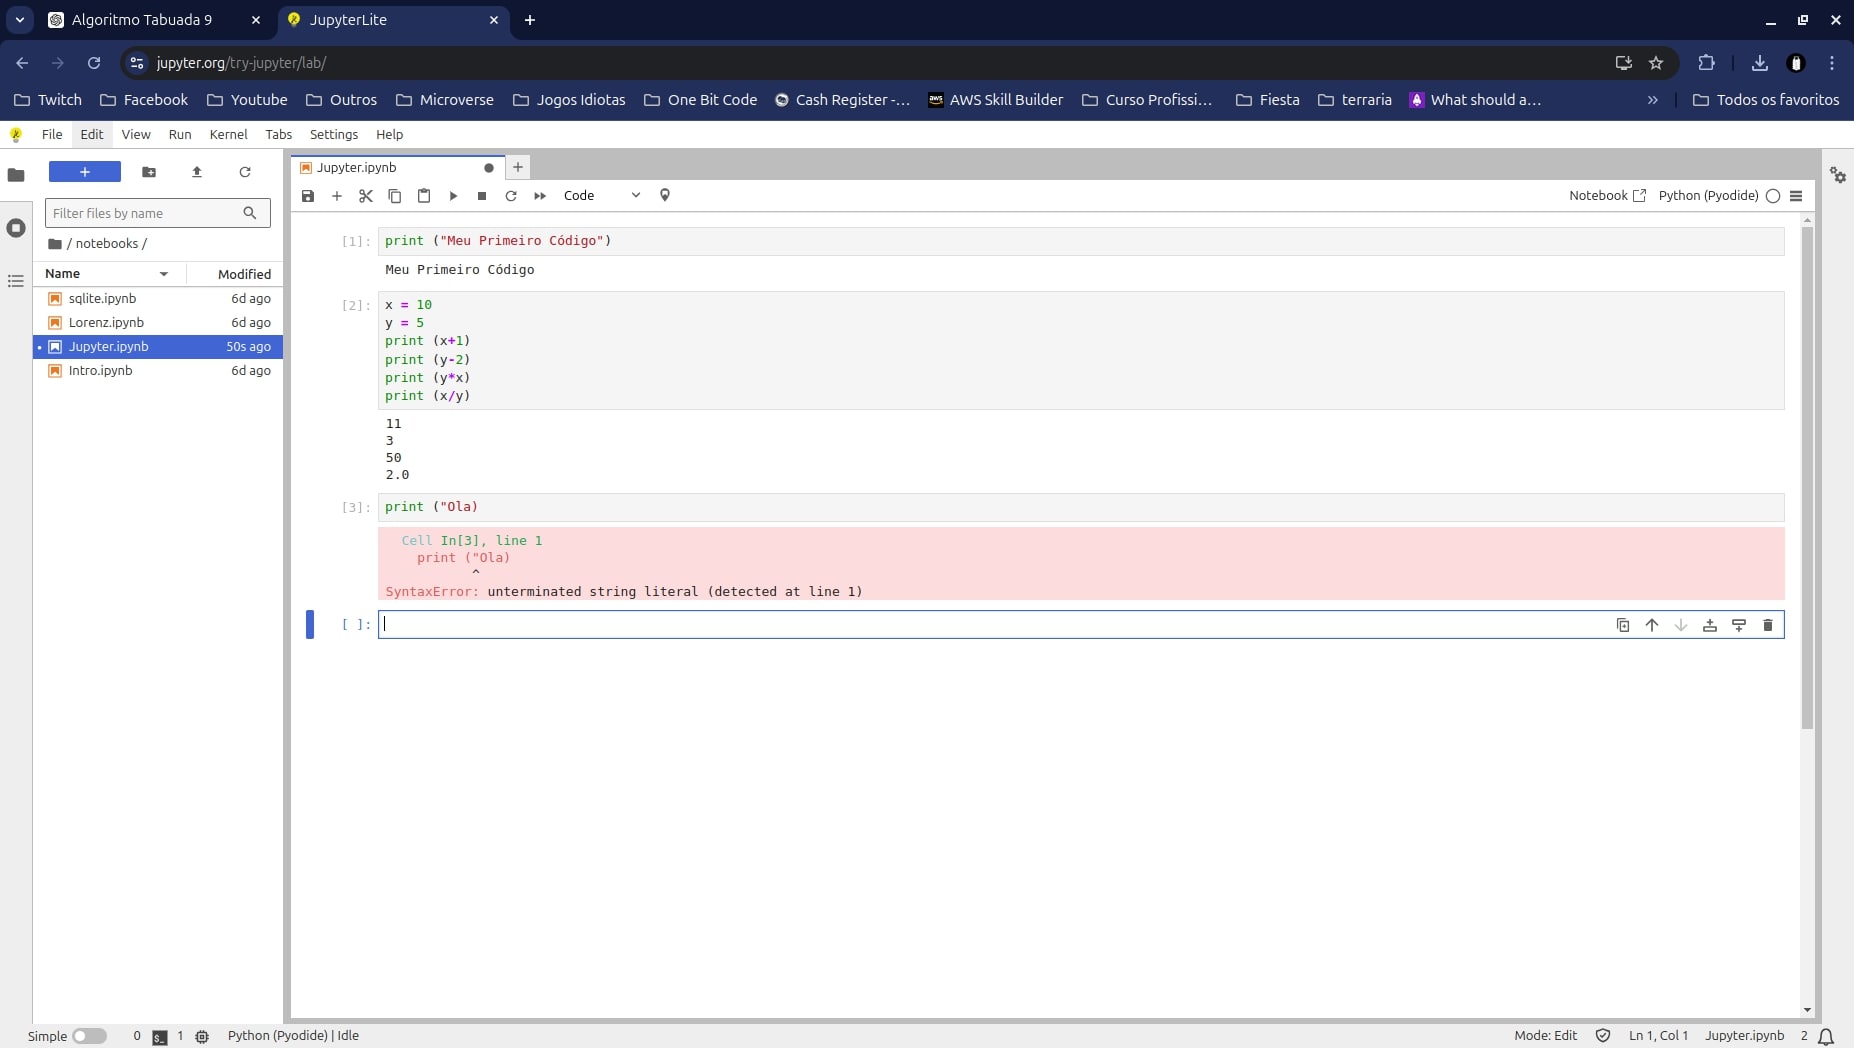 Algoritmo Tabuada 9
JupyterLite
jupyter.org/try-jupyter/lab/
Twitch Facebook Youtube Outros Microverse Jogos Idiotas One Bit Code Cash Register -... AWS Skill Builder Curso Profissi... Fiesta terraria What should a... » Todos os favoritos
File Edit View Run Kernel Tabs Settings Help
Jupyter.ipynb
Code
Notebook Python (Pyodide)
Filter files by name
/ notebooks /
Name Modified
sqlite.ipynb 6d ago
Lorenz.ipynb 6d ago
Jupyter.ipynb 50s ago
Intro.ipynb 6d ago
[1]: print ("Meu Primeiro Código")
Meu Primeiro Código
[2]: x = 10
y = 5
print (x+1)
print (y-2)
print (y*x)
print (x/y)
11
3
50
2.0
[3]: print ("Ola)
Cell In[3], line 1
print ("Ola)
^
SyntaxError: unterminated string literal (detected at line 1)
[ ]:
Simple 0 $_ 1 Python (Pyodide) | Idle Mode: Edit Ln 1, Col 1 Jupyter.ipynb 2